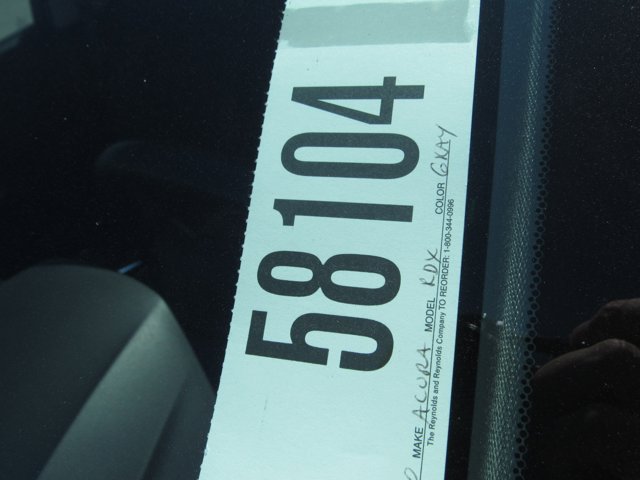 58104
MAKE ACURA MODEL RDX COLOR GRAY
The Reynolds and Reynolds Company TO REORDER: 1-800-344-0996